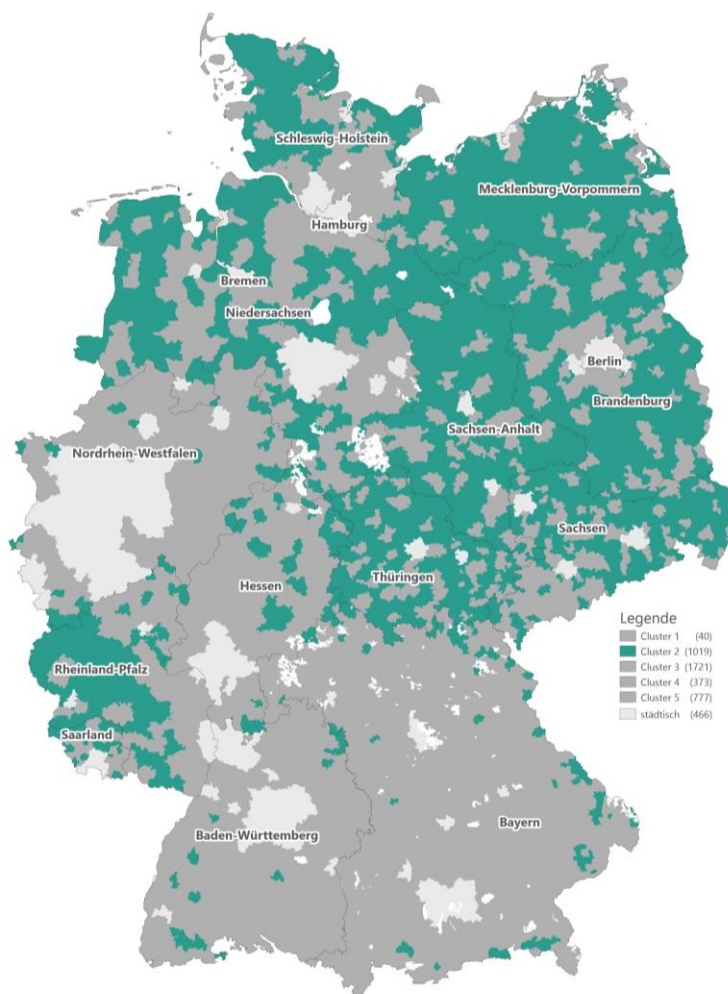 Schleswig-Holstein
Mecklenburg-Vorpommern
Hamburg
Bremen
Niedersachsen
Berlin
Brandenburg
Sachsen-Anhalt
Nordrhein-Westfalen
Sachsen
Thüringen
Hessen
Rheinland-Pfalz
Saarland
Bayern
Baden-Württemberg
Legende
Cluster 1 (40)
Cluster 2 (1019)
Cluster 3 (1721)
Cluster 4 (373)
Cluster 5 (777)
städtisch (466)